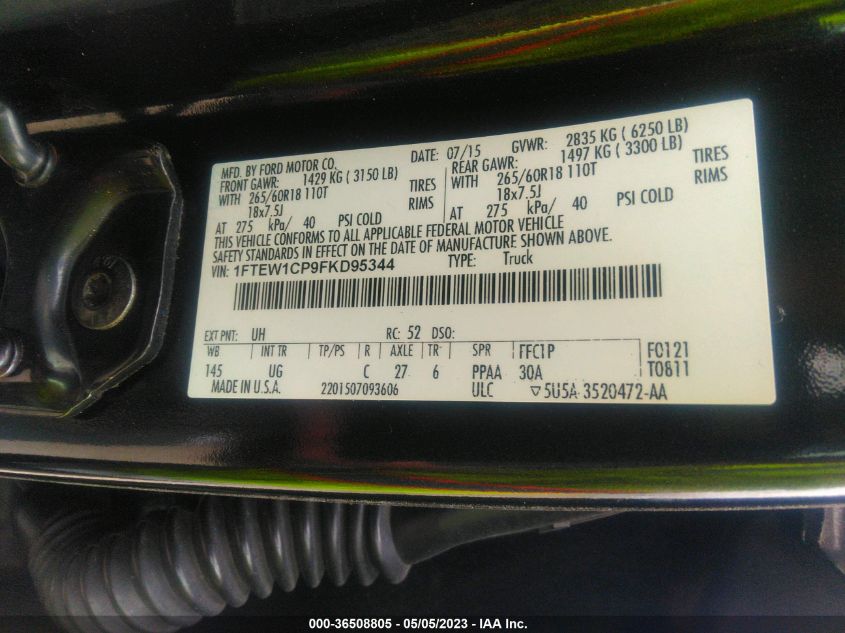 MFD. BY FORD MOTOR CO. DATE: 07/15 GVWR: 2835 KG ( 6250 LB)
FRONT GAWR: 1429 KG ( 3150 LB) REAR GAWR: 1497 KG ( 3300 LB)
WITH 265/60R18 110T TIRES WITH 265/60R18 110T TIRES
18x7.5J RIMS 18x7.5J RIMS
AT 275 kPa/ 40 PSI COLD AT 275 kPa/ 40 PSI COLD
THIS VEHICLE CONFORMS TO ALL APPLICABLE FEDERAL MOTOR VEHICLE
SAFETY STANDARDS IN EFFECT ON THE DATE OF MANUFACTURE SHOWN ABOVE.
VIN: 1FTEW1CP9FKD95344 TYPE: Truck
EXT PNT: UH RC: 52 DSO:
WB INT TR TP/PS R AXLE TR SPR FFC1P F0121
145 UG C 27 6 PPAA 30A T0811
MADE IN U.S.A. 2201507093606 ULC ▽5U5A-3520472-AA
000-36508805 - 05/05/2023 - IAA Inc.